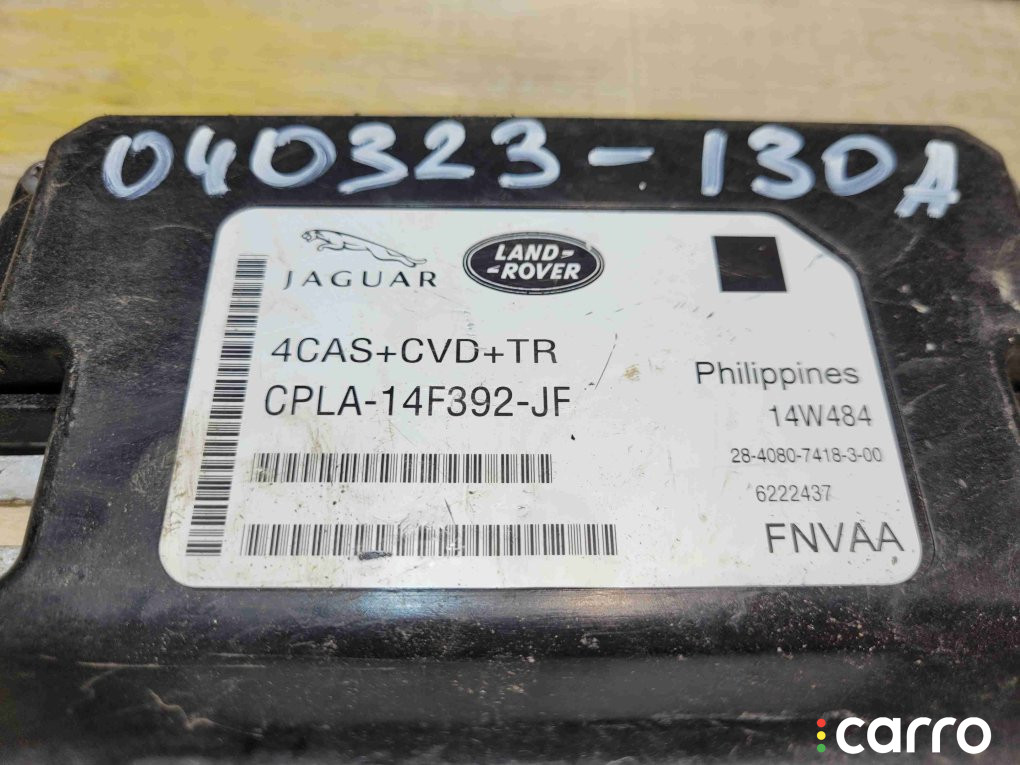 040323-130A
JAGUAR
LAND-
-ROVER
4CAS+CVD+TR
CPLA-14F392-JF
Philippines
14W484
28-4080-7418-3-00
6222437
FNVAA
carro